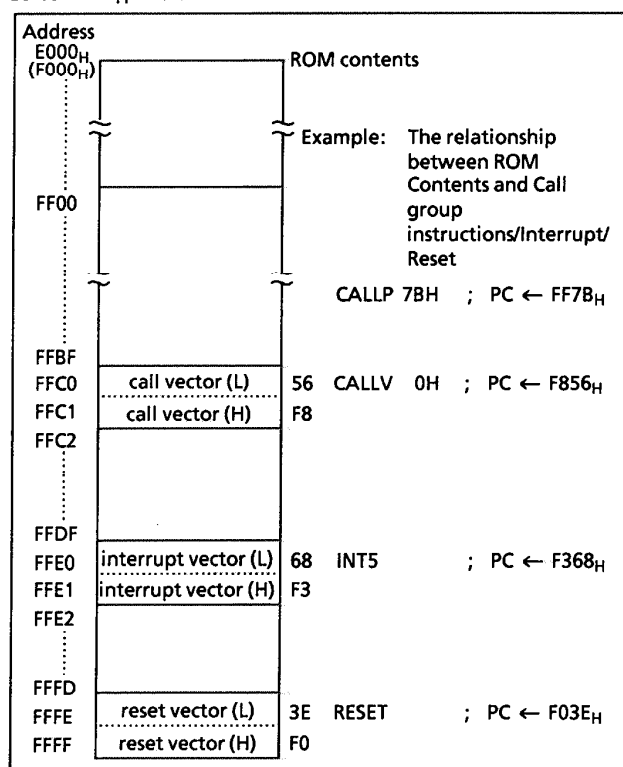 Address
E000H
(F000H)
ROM contents
Example: The relationship
between ROM
Contents and Call
group
instructions/Interrupt/
Reset
FF00
CALLP 7BH ; PC ← FF7BH
FFBF
FFC0 call vector (L) 56 CALLV 0H ; PC ← F856H
FFC1 call vector (H) F8
FFC2
FFDF
FFE0 interrupt vector (L) 68 INT5 ; PC ← F368H
FFE1 interrupt vector (H) F3
FFE2
FFFD
FFFE reset vector (L) 3E RESET ; PC ← F03EH
FFFF reset vector (H) F0